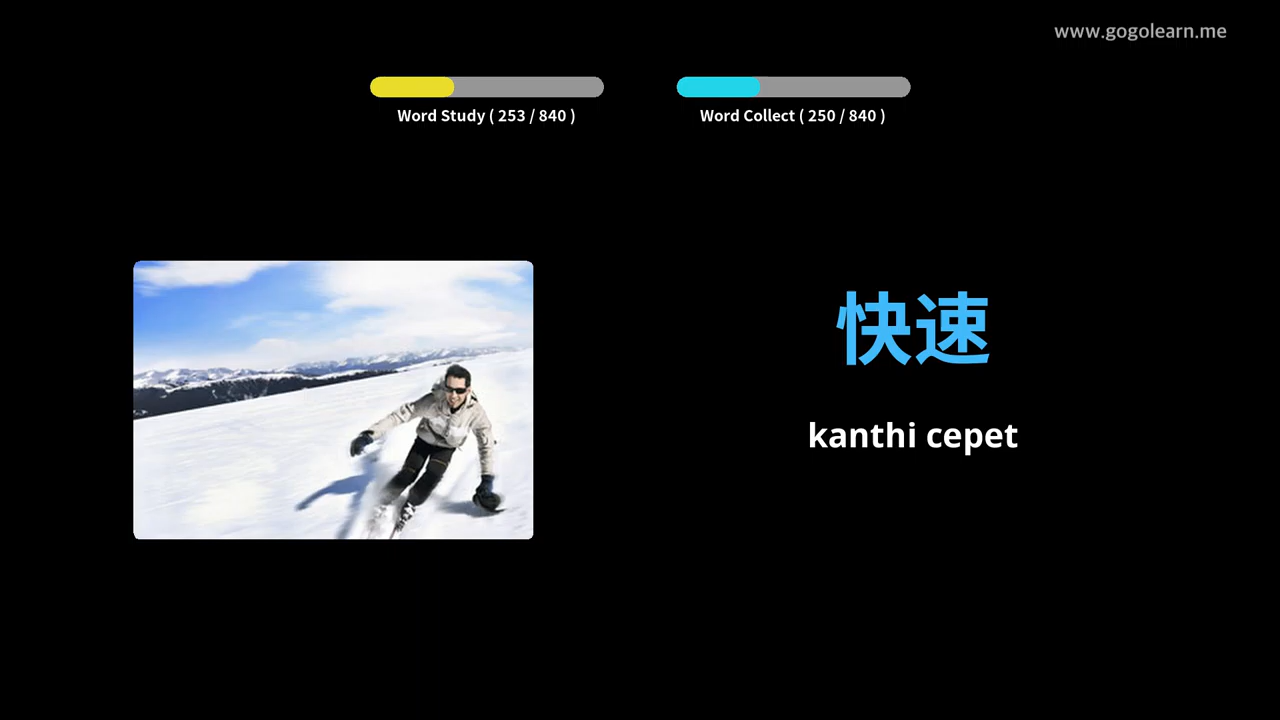 www.gogolearn.me
Word Study ( 253 / 840 )
Word Collect ( 250 / 840 )
快速
kanthi cepet